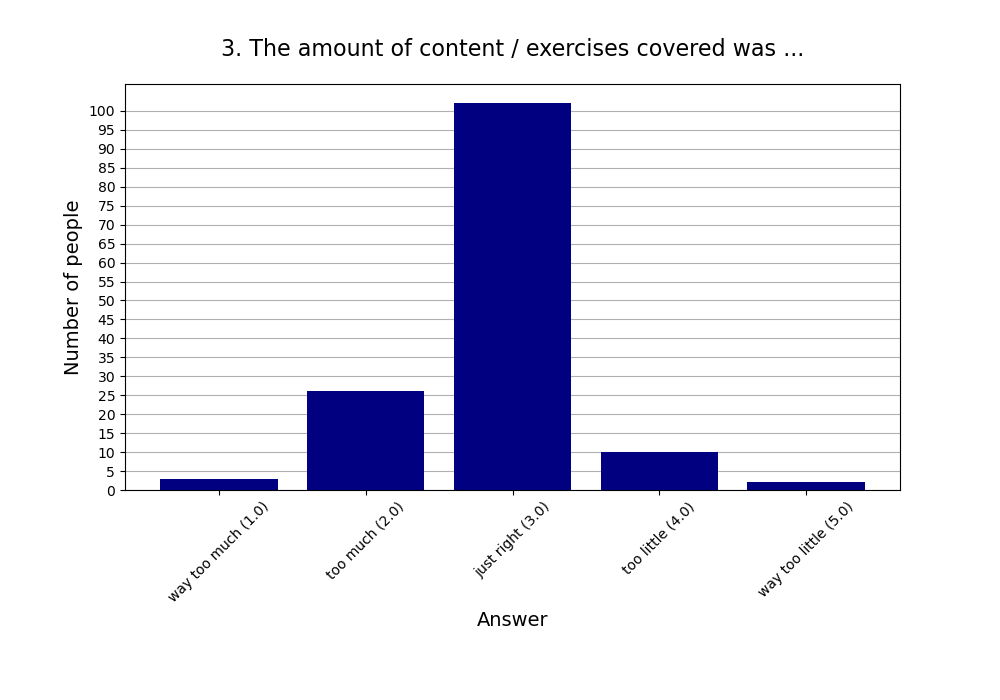 3. The amount of content / exercises covered was ...
Number of people
100
95
90
85
80
75
70
65
60
55
50
45
40
35
30
25
20
15
10
5
0
way too much (1.0)
too much (2.0)
just right (3.0)
too little (4.0)
way too little (5.0)
Answer